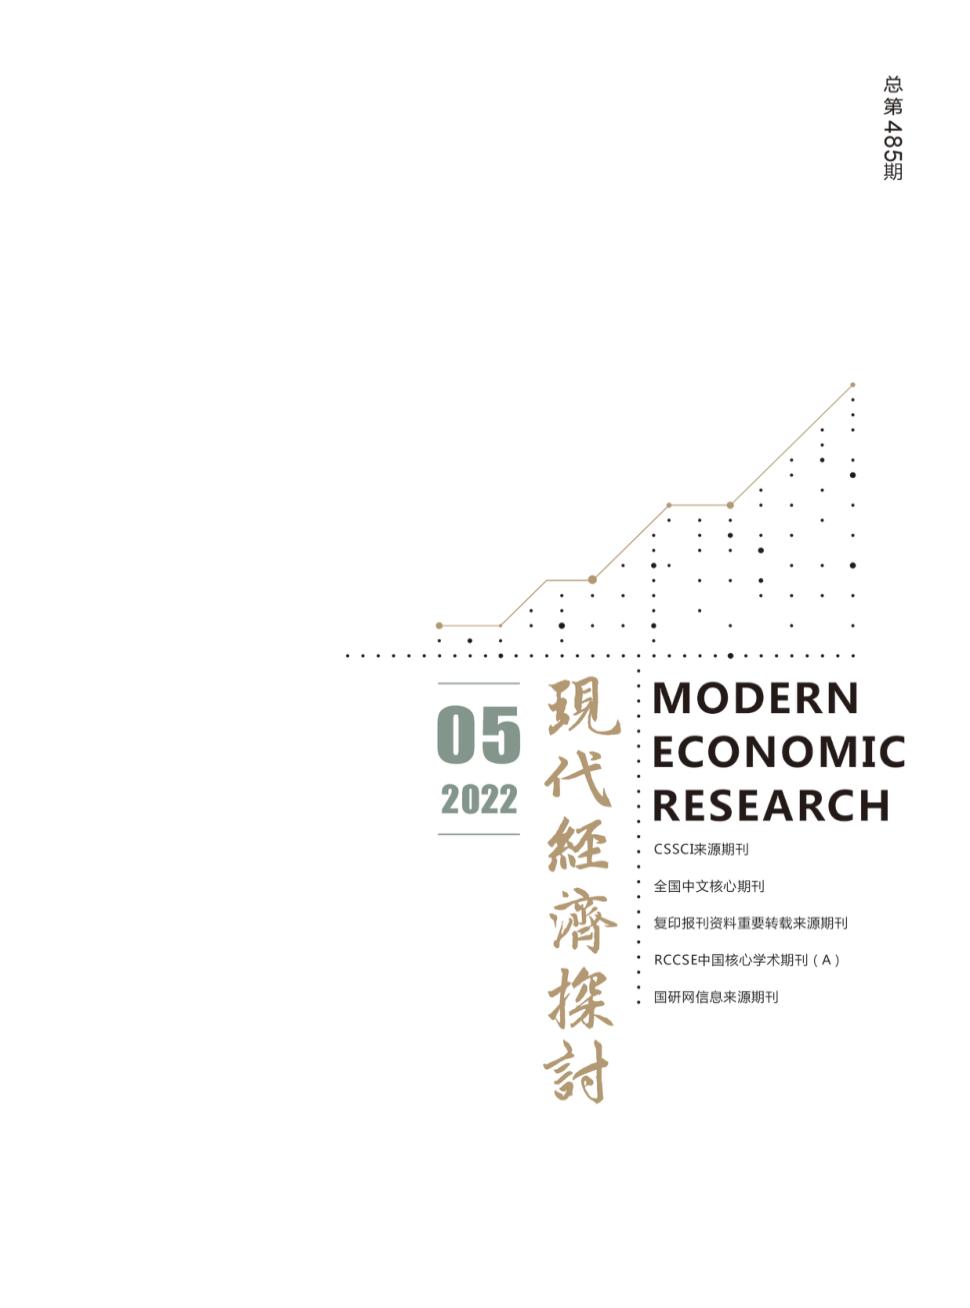 总第485期
05
2022
現代經濟探討
MODERN
ECONOMIC
RESEARCH
CSSCI来源期刊
全国中文核心期刊
复印报刊资料重要转载来源期刊
RCCSE中国核心学术期刊（A）
国研网信息来源期刊